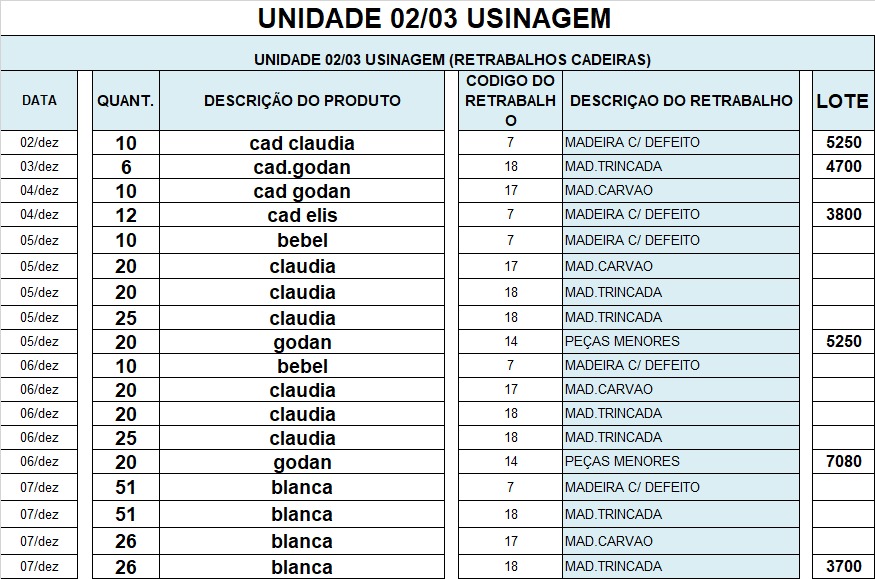 UNIDADE 02/03 USINAGEM
UNIDADE 02/03 USINAGEM (RETRABALHOS CADEIRAS)
DATA QUANT. DESCRIÇÃO DO PRODUTO CODIGO DO RETRABALHO DESCRIÇAO DO RETRABALHO LOTE
02/dez 10 cad claudia 7 MADEIRA C/ DEFEITO 5250
03/dez 6 cad.godan 18 MAD.TRINCADA 4700
04/dez 10 cad godan 17 MAD.CARVAO
04/dez 12 cad elis 7 MADEIRA C/ DEFEITO 3800
05/dez 10 bebel 7 MADEIRA C/ DEFEITO
05/dez 20 claudia 17 MAD.CARVAO
05/dez 20 claudia 18 MAD.TRINCADA
05/dez 25 claudia 18 MAD.TRINCADA
05/dez 20 godan 14 PEÇAS MENORES 5250
06/dez 10 bebel 7 MADEIRA C/ DEFEITO
06/dez 20 claudia 17 MAD.CARVAO
06/dez 20 claudia 18 MAD.TRINCADA
06/dez 25 claudia 18 MAD.TRINCADA
06/dez 20 godan 14 PEÇAS MENORES 7080
07/dez 51 blanca 7 MADEIRA C/ DEFEITO
07/dez 51 blanca 18 MAD.TRINCADA
07/dez 26 blanca 17 MAD.CARVAO
07/dez 26 blanca 18 MAD.TRINCADA 3700